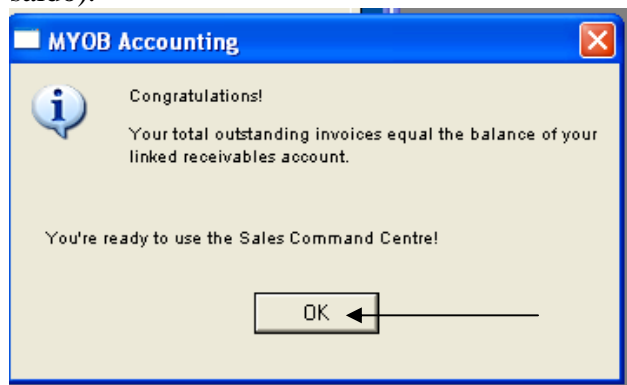 saldo).
MYOB Accounting
Congratulations!
Your total outstanding invoices equal the balance of your
linked receivables account.
You're ready to use the Sales Command Centre!
OK